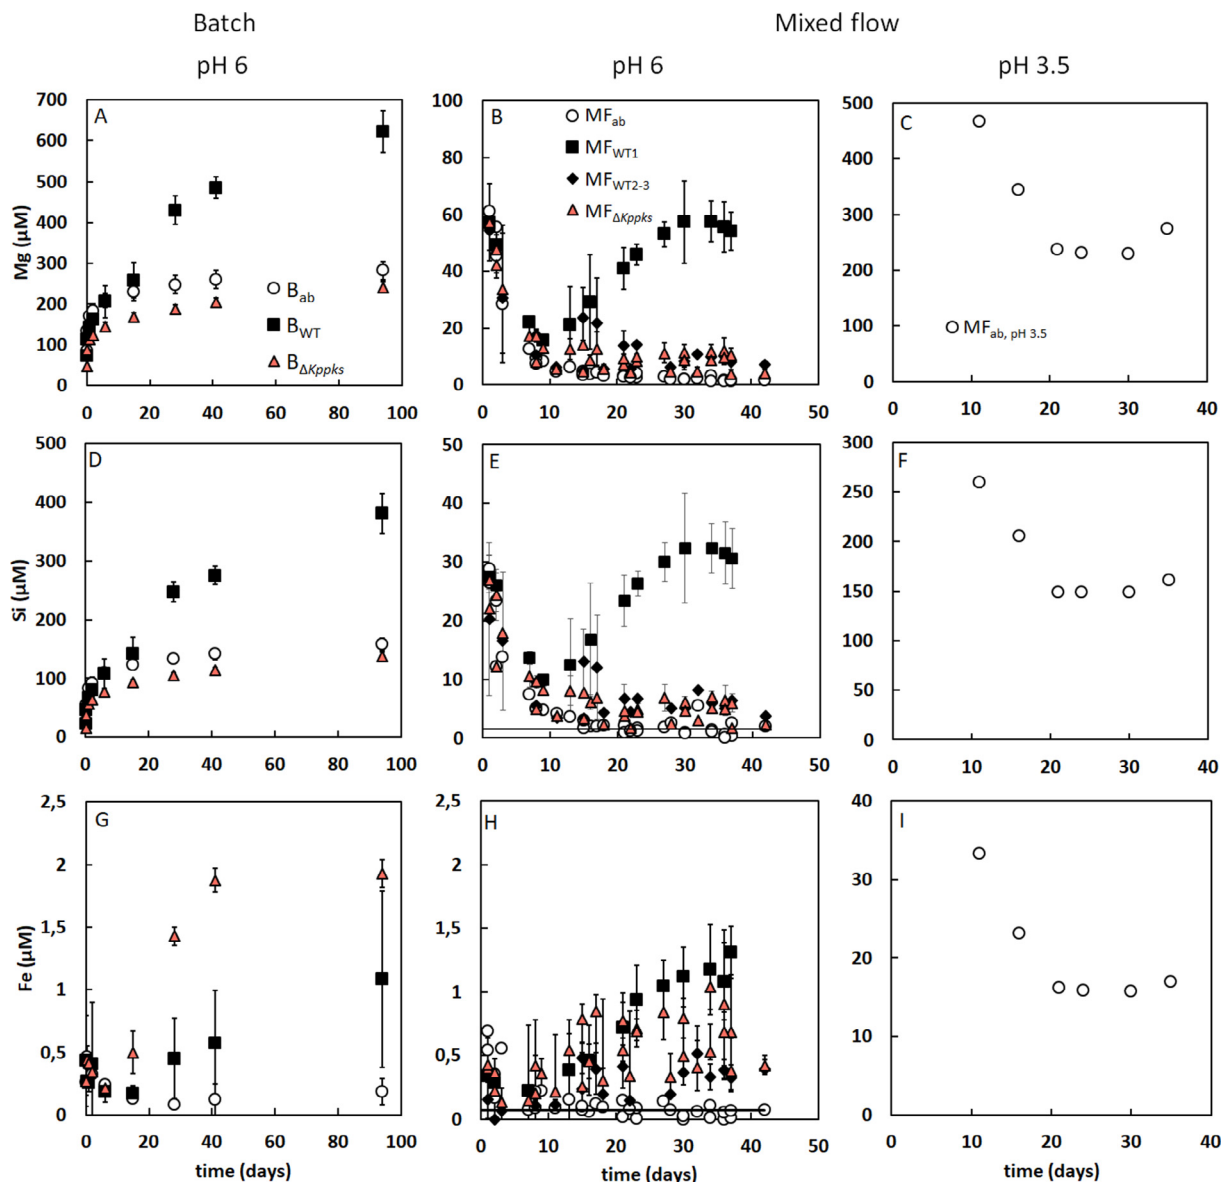 Batch
Mixed flow
pH 6
pH 6
pH 3.5
A
Mg (µM)
700
600
500
400
300
200
100
0
0 20 40 60 80 100
B_ab
B_WT
B_ΔKppks
B
100
80
60
40
20
0
0 10 20 30 40 50
MF_ab
MF_WT1
MF_WT2-3
MF_ΔKppks
C
500
400
300
200
100
0
0 10 20 30 40
MF_ab, pH 3.5
D
Si (µM)
500
400
300
200
100
0
0 20 40 60 80 100
E
50
40
30
20
10
0
0 10 20 30 40 50
F
300
250
200
150
100
50
0
0 10 20 30 40
G
Fe (µM)
2,5
2
1,5
1
0,5
0
0 20 40 60 80 100
time (days)
H
2,5
2
1,5
1
0,5
0
0 10 20 30 40 50
time (days)
I
40
30
20
10
0
0 10 20 30 40
time (days)